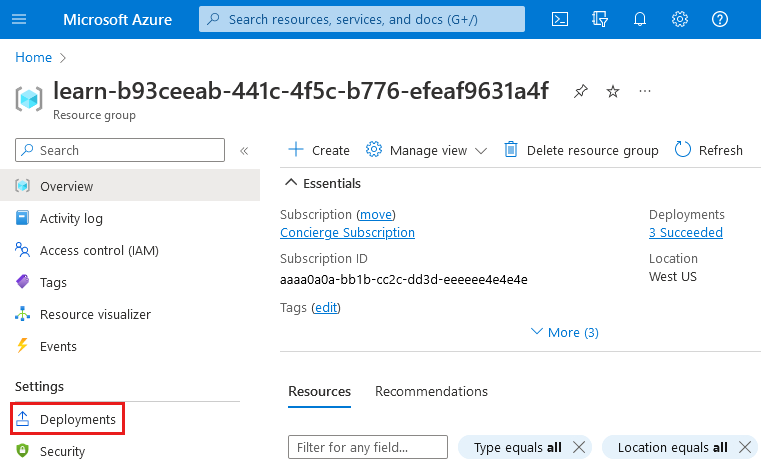 Microsoft Azure
Search resources, services, and docs (G+/)
Home
learn-b93ceeab-441c-4f5c-b776-efeaf9631a4f
Resource group
Search
Overview
Activity log
Access control (IAM)
Tags
Resource visualizer
Events
Settings
Deployments
Security
Create Manage view Delete resource group Refresh
Essentials
Subscription (move)
Concierge Subscription
Subscription ID
aaaa0a0a-bb1b-cc2c-dd3d-eeeeee4e4e4e
Tags (edit)
Deployments
3 Succeeded
Location
West US
More (3)
Resources Recommendations
Filter for any field... Type equals all Location equals all